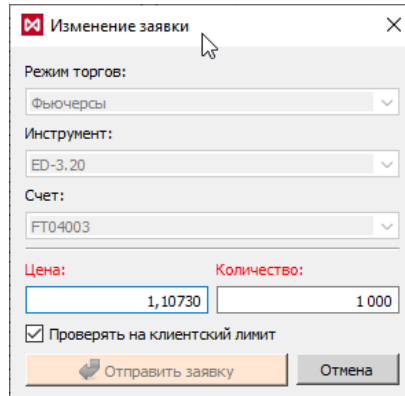 Изменение заявки
Режим торгов:
Фьючерсы
Инструмент:
ED-3.20
Счет:
FT04003
Цена: Количество:
1,10730 1 000
Проверять на клиентский лимит
Отправить заявку Отмена